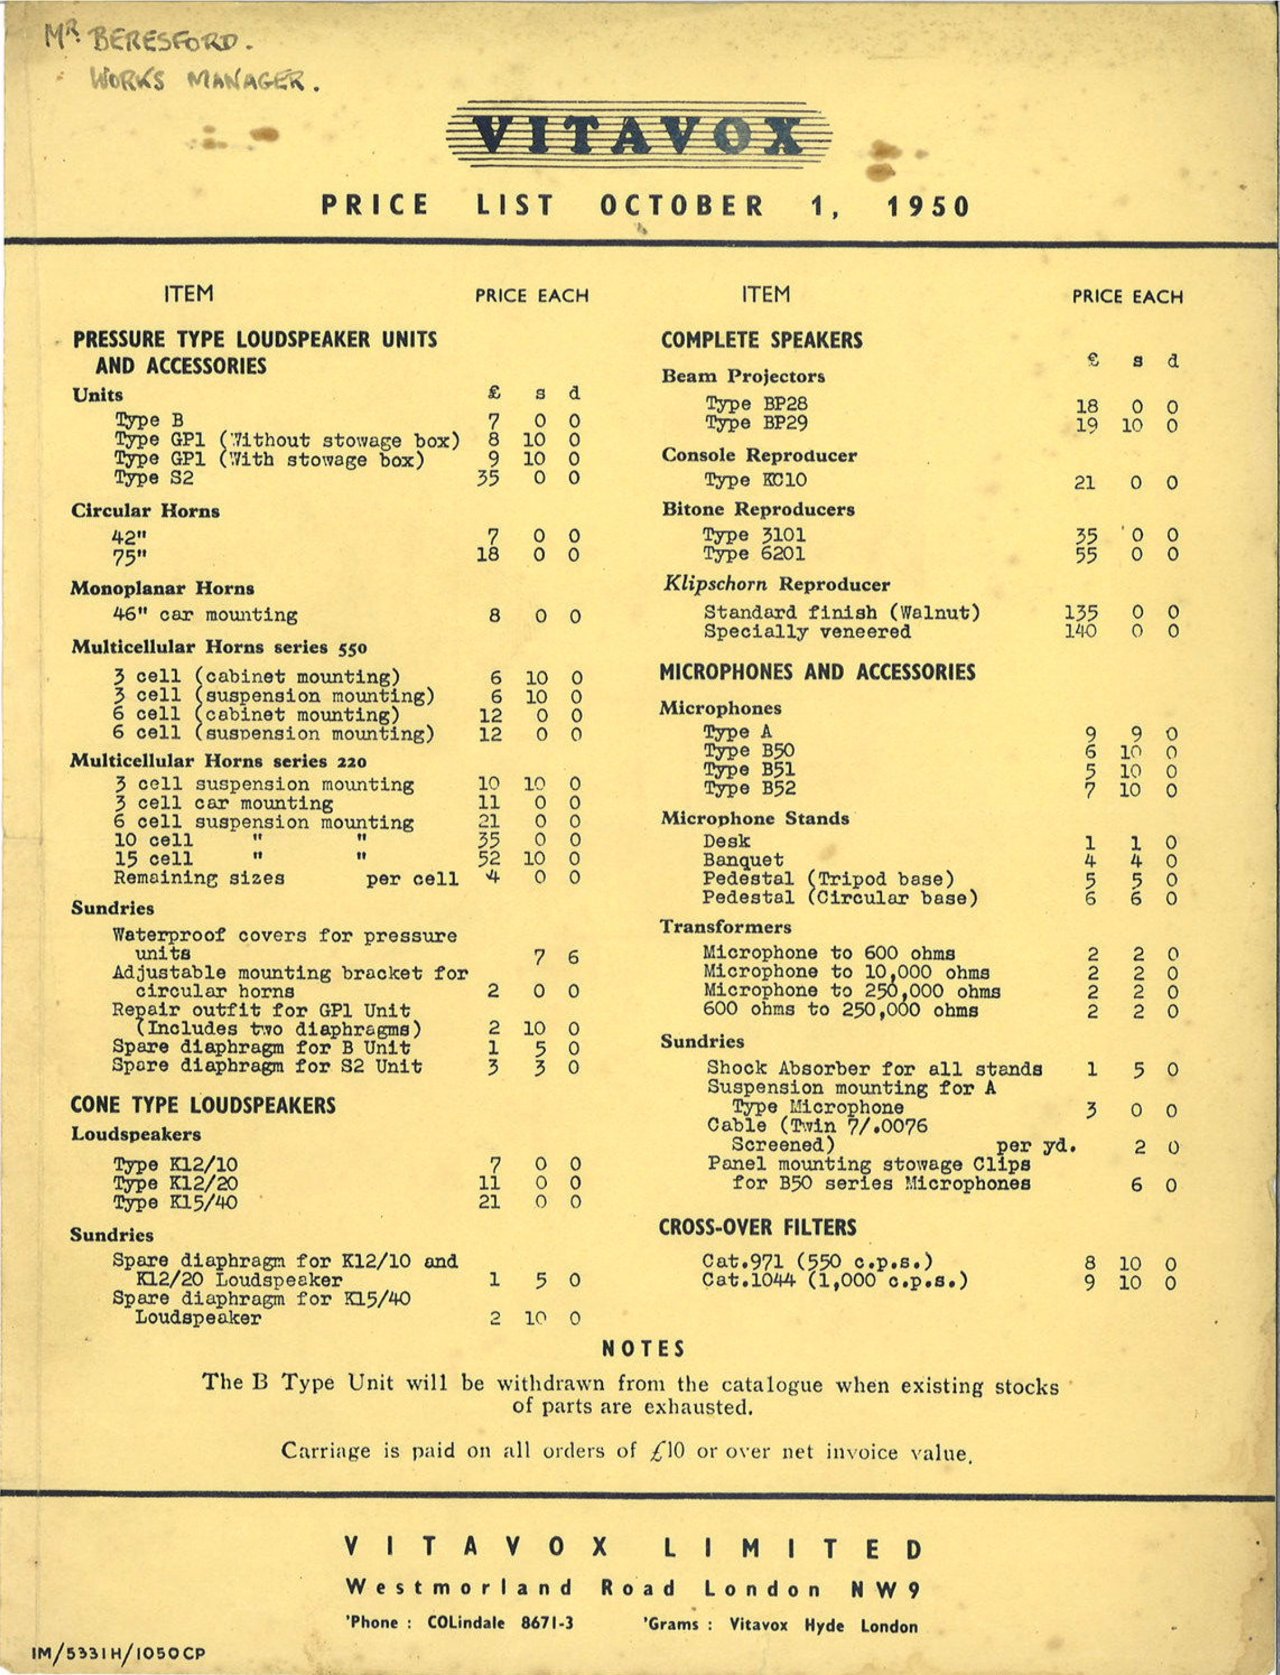 MR. BERESFORD.
WORKS MANAGER.
VITAVOX
PRICE LIST OCTOBER 1, 1950
ITEM PRICE EACH
PRESSURE TYPE LOUDSPEAKER UNITS
AND ACCESSORIES
Units £ s d
Type B 7 0 0
Type GP1 (Without stowage box) 8 10 0
Type GP1 (With stowage box) 9 10 0
Type S2 35 0 0
Circular Horns
42" 7 0 0
75" 18 0 0
Monoplanar Horns
46" car mounting 8 0 0
Multicellular Horns series 550
3 cell (cabinet mounting) 6 10 0
3 cell (suspension mounting) 6 10 0
6 cell (cabinet mounting) 12 0 0
6 cell (suspension mounting) 12 0 0
Multicellular Horns series 220
3 cell suspension mounting 10 10 0
3 cell car mounting 11 0 0
6 cell suspension mounting 21 0 0
10 cell " " 35 0 0
15 cell " " 52 10 0
Remaining sizes per cell 4 0 0
Sundries
Waterproof covers for pressure
units 7 6
Adjustable mounting bracket for
circular horns 2 0 0
Repair outfit for GP1 Unit
(Includes two diaphragms) 2 10 0
Spare diaphragm for B Unit 1 5 0
Spare diaphragm for S2 Unit 3 3 0
CONE TYPE LOUDSPEAKERS
Loudspeakers
Type K12/10 7 0 0
Type K12/20 11 0 0
Type K15/40 21 0 0
Sundries
Spare diaphragm for K12/10 and
K12/20 Loudspeaker 1 5 0
Spare diaphragm for K15/40
Loudspeaker 2 10 0
ITEM PRICE EACH
COMPLETE SPEAKERS
£ s d
Beam Projectors
Type BP28 18 0 0
Type BP29 19 10 0
Console Reproducer
Type KC10 21 0 0
Bitone Reproducers
Type 3101 35 0 0
Type 6201 55 0 0
Klipschorn Reproducer
Standard finish (Walnut) 135 0 0
Specially veneered 140 0 0
MICROPHONES AND ACCESSORIES
Microphones
Type A 9 9 0
Type B50 6 10 0
Type B51 5 10 0
Type B52 7 10 0
Microphone Stands
Desk 1 1 0
Banquet 4 4 0
Pedestal (Tripod base) 5 5 0
Pedestal (Circular base) 6 6 0
Transformers
Microphone to 600 ohms 2 2 0
Microphone to 10,000 ohms 2 2 0
Microphone to 250,000 ohms 2 2 0
600 ohms to 250,000 ohms 2 2 0
Sundries
Shock Absorber for all stands 1 5 0
Suspension mounting for A
Type Microphone 3 0 0
Cable (Twin 7/.0076
Screened) per yd. 2 0
Panel mounting stowage Clips
for B50 series Microphones 6 0
CROSS-OVER FILTERS
Cat.971 (550 c.p.s.) 8 10 0
Cat.1044 (1,000 c.p.s.) 9 10 0
NOTES
The B Type Unit will be withdrawn from the catalogue when existing stocks
of parts are exhausted.
Carriage is paid on all orders of £10 or over net invoice value.
VITAVOX LIMITED
Westmorland Road London NW9
'Phone : COLindale 8671-3 'Grams : Vitavox Hyde London
1M/5331H/1050CP